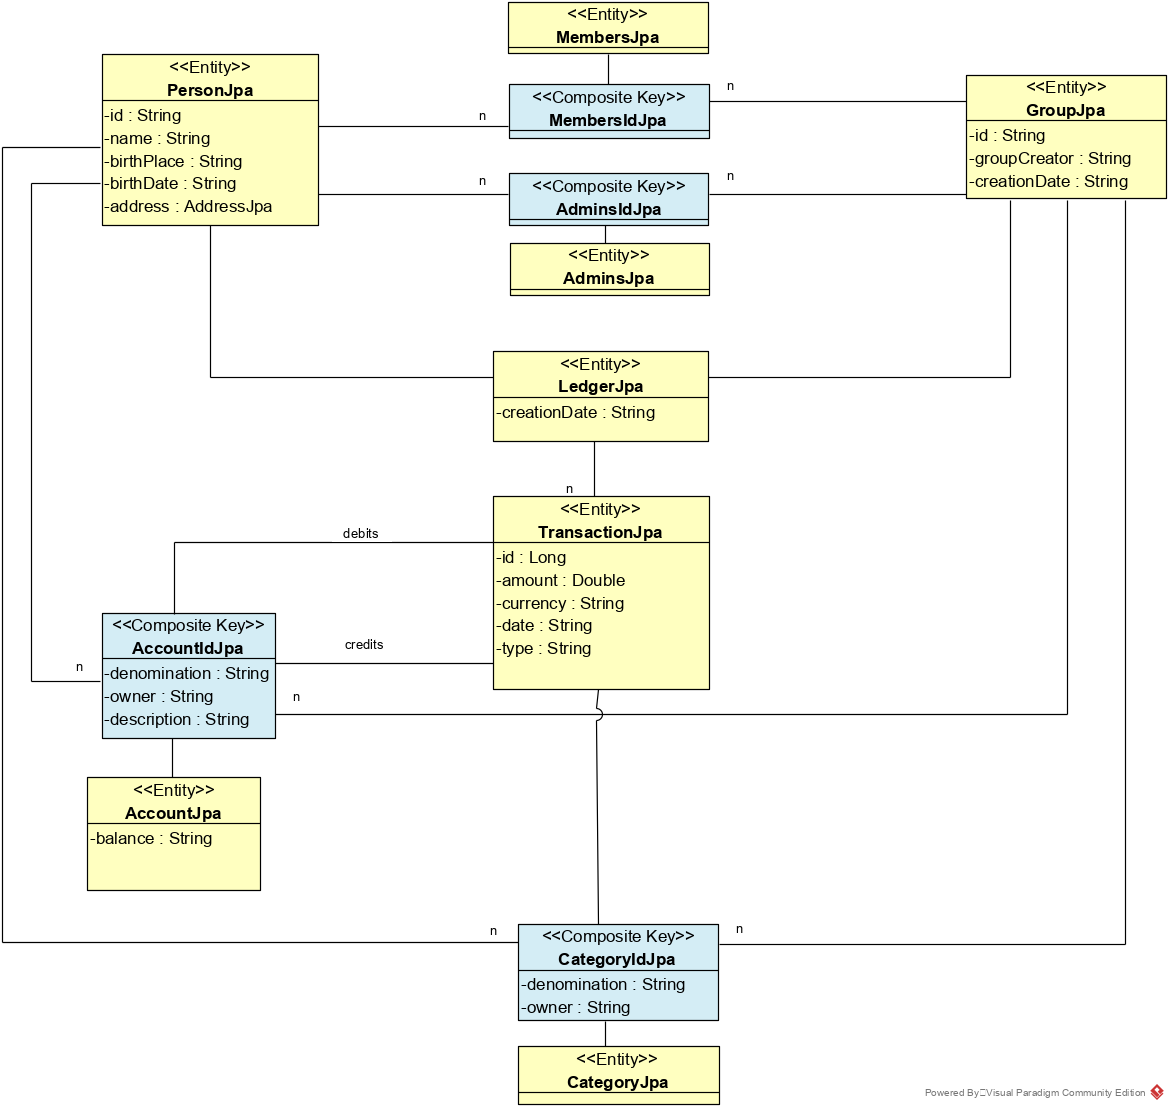 <<Entity>>
MembersJpa
<<Entity>>
PersonJpa
-id : String
-name : String
-birthPlace : String
-birthDate : String
-address : AddressJpa
n
<<Composite Key>>
MembersIdJpa
n
<<Entity>>
GroupJpa
-id : String
-groupCreator : String
-creationDate : String
n
<<Composite Key>>
AdminsIdJpa
n
<<Entity>>
AdminsJpa
<<Entity>>
LedgerJpa
-creationDate : String
n
<<Entity>>
TransactionJpa
-id : Long
-amount : Double
-currency : String
-date : String
-type : String
debits
credits
<<Composite Key>>
AccountIdJpa
-denomination : String
-owner : String
-description : String
n
n
<<Entity>>
AccountJpa
-balance : String
n
<<Composite Key>>
CategoryIdJpa
-denomination : String
-owner : String
n
<<Entity>>
CategoryJpa
Powered By Visual Paradigm Community Edition